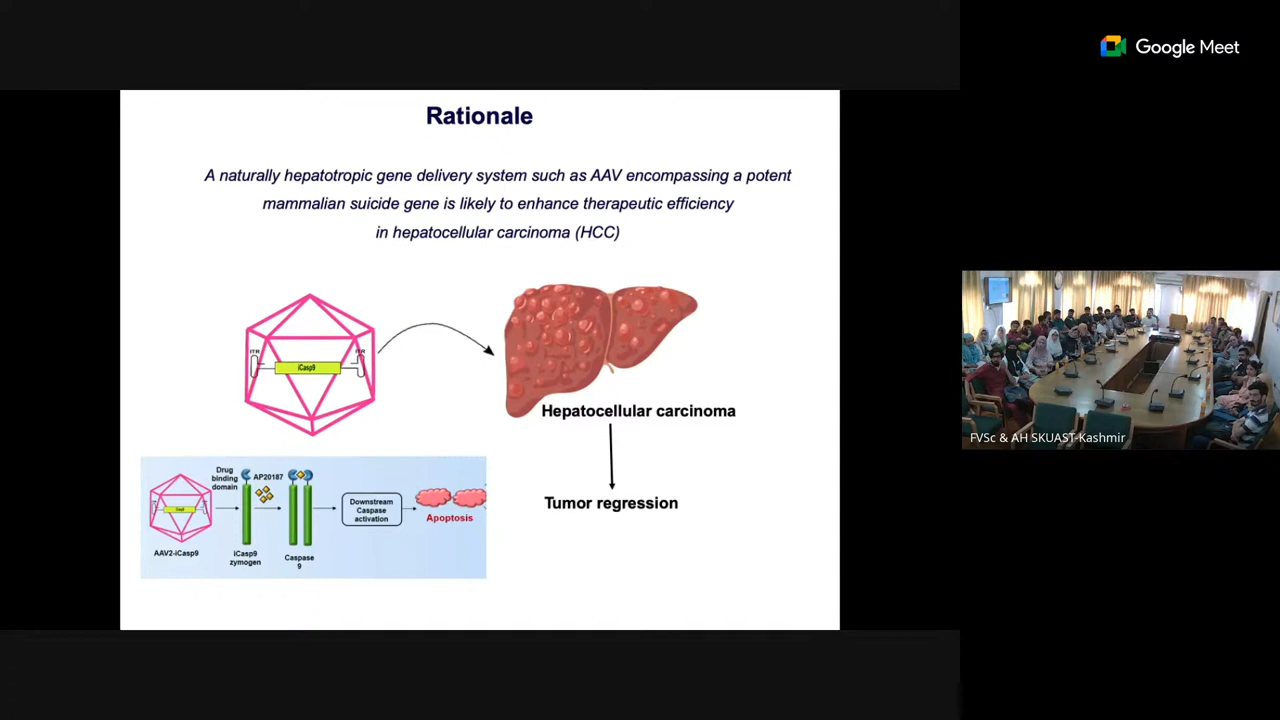 Google Meet
Rationale
A naturally hepatotropic gene delivery system such as AAV encompassing a potent
mammalian suicide gene is likely to enhance therapeutic efficiency
in hepatocellular carcinoma (HCC)
ITR
ITR
iCasp9
Hepatocellular carcinoma
Tumor regression
Drug
binding
domain
AP20187
Downstream
Caspase
activation
Apoptosis
AAV2-iCasp9
iCasp9
zymogen
Caspase
9
FVSc & AH SKUAST-Kashmir